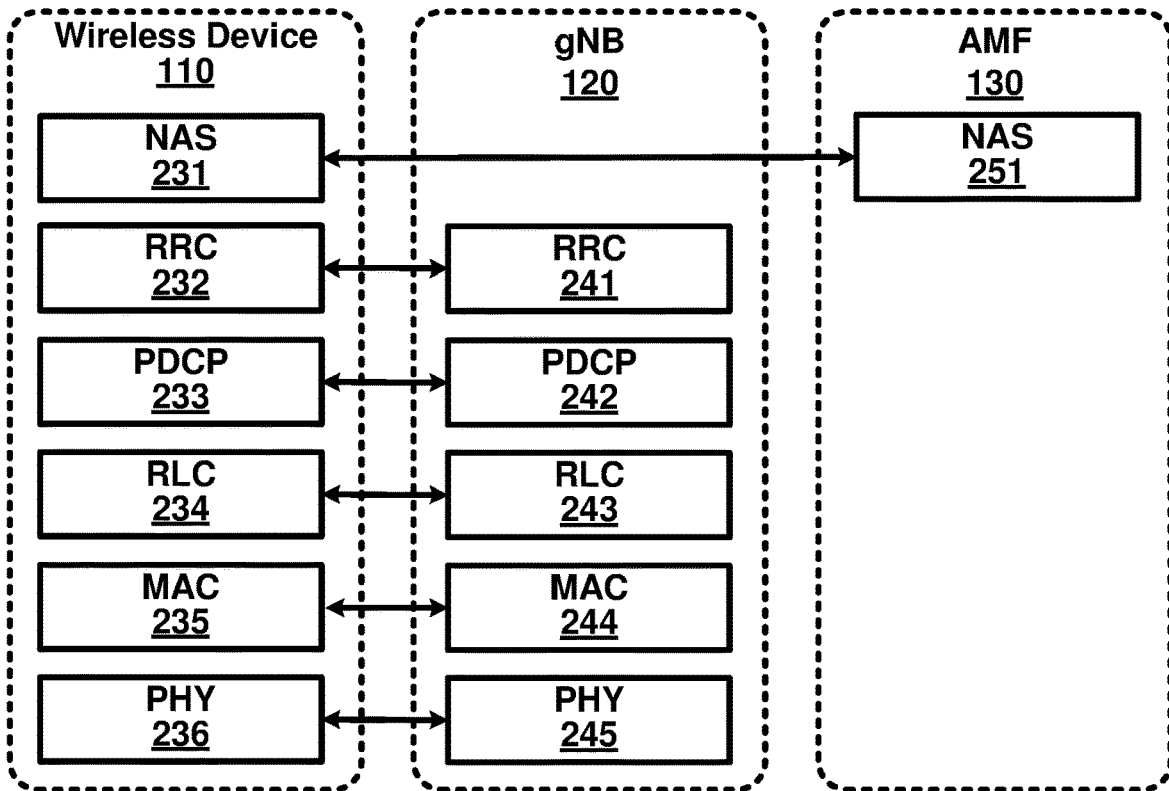 Wireless Device
110
NAS
231
RRC
232
PDCP
233
RLC
234
MAC
235
PHY
236
gNB
120
RRC
241
PDCP
242
RLC
243
MAC
244
PHY
245
AMF
130
NAS
251